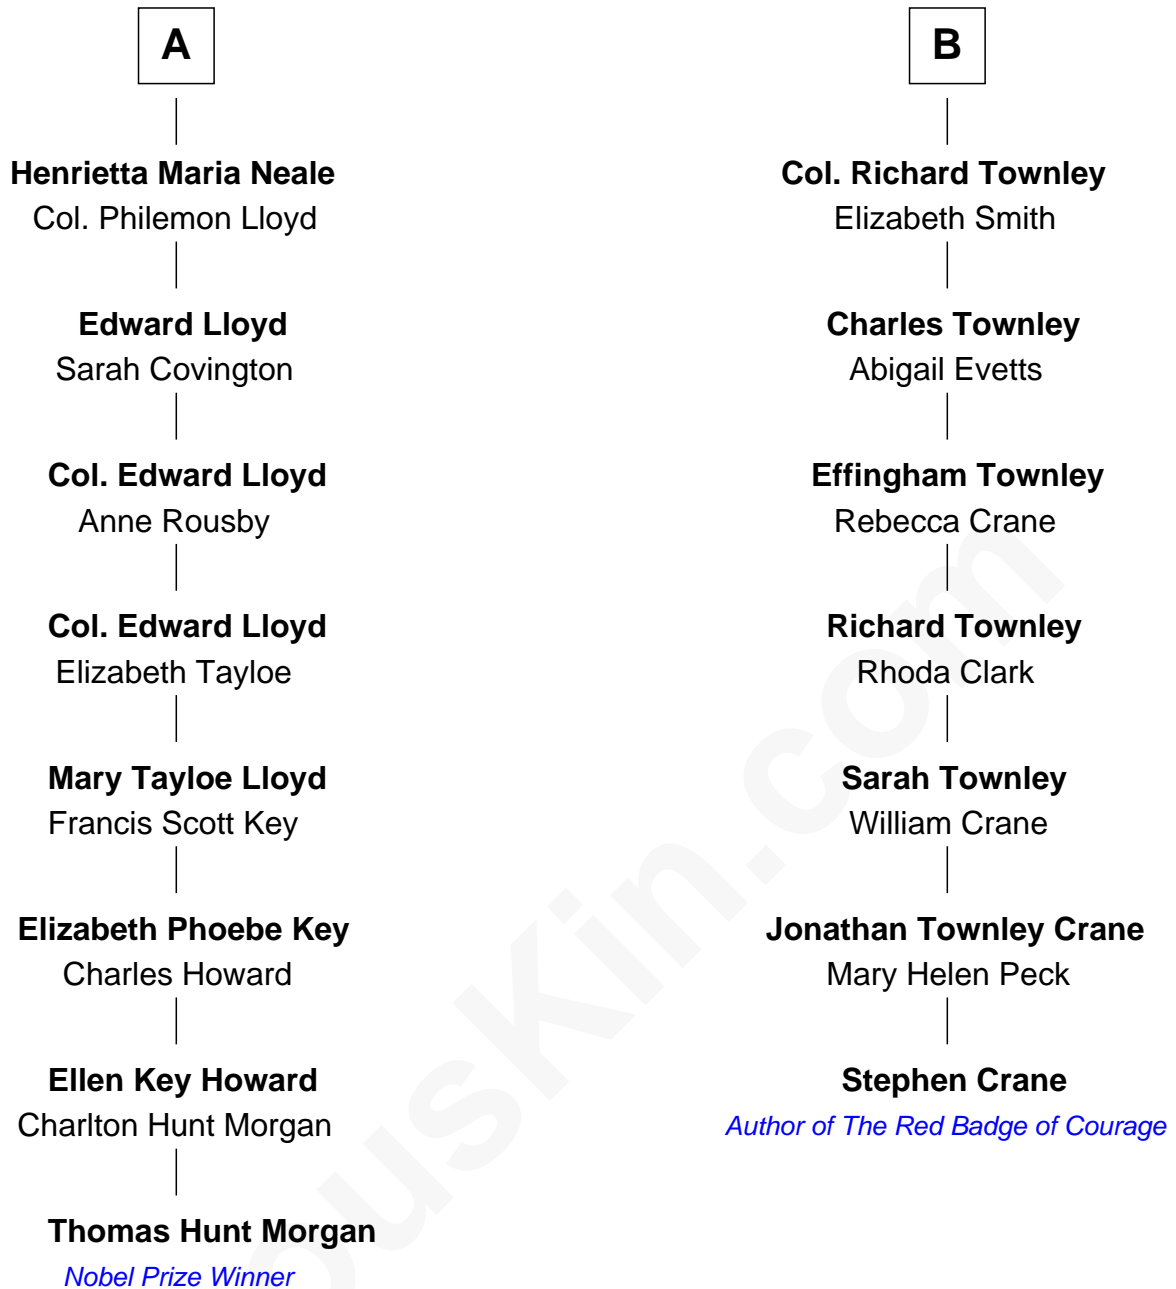 A
Henrietta Maria Neale
Col. Philemon Lloyd
Edward Lloyd
Sarah Covington
Col. Edward Lloyd
Anne Rousby
Col. Edward Lloyd
Elizabeth Tayloe
Mary Tayloe Lloyd
Francis Scott Key
Elizabeth Phoebe Key
Charles Howard
Ellen Key Howard
Charlton Hunt Morgan
Thomas Hunt Morgan
Nobel Prize Winner
B
Col. Richard Townley
Elizabeth Smith
Charles Townley
Abigail Evetts
Effingham Townley
Rebecca Crane
Richard Townley
Rhoda Clark
Sarah Townley
William Crane
Jonathan Townley Crane
Mary Helen Peck
Stephen Crane
Author of The Red Badge of Courage
ousKin.com